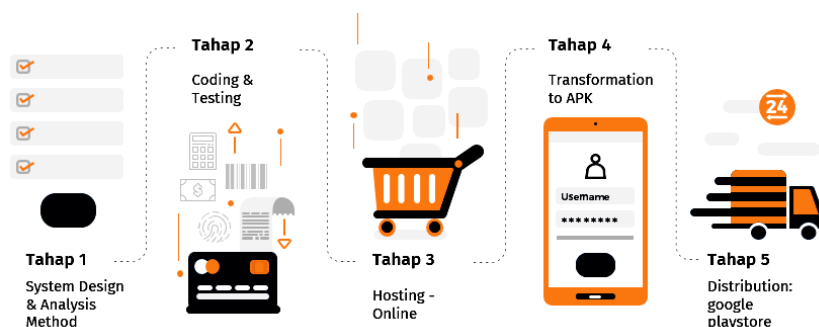 Tahap 1
System Design
& Analysis
Method
Tahap 2
Coding &
Testing
$
Tahap 3
Hosting -
Online
Tahap 4
Transformation
to APK
Username
********
Tahap 5
Distribution:
google
playstore
24